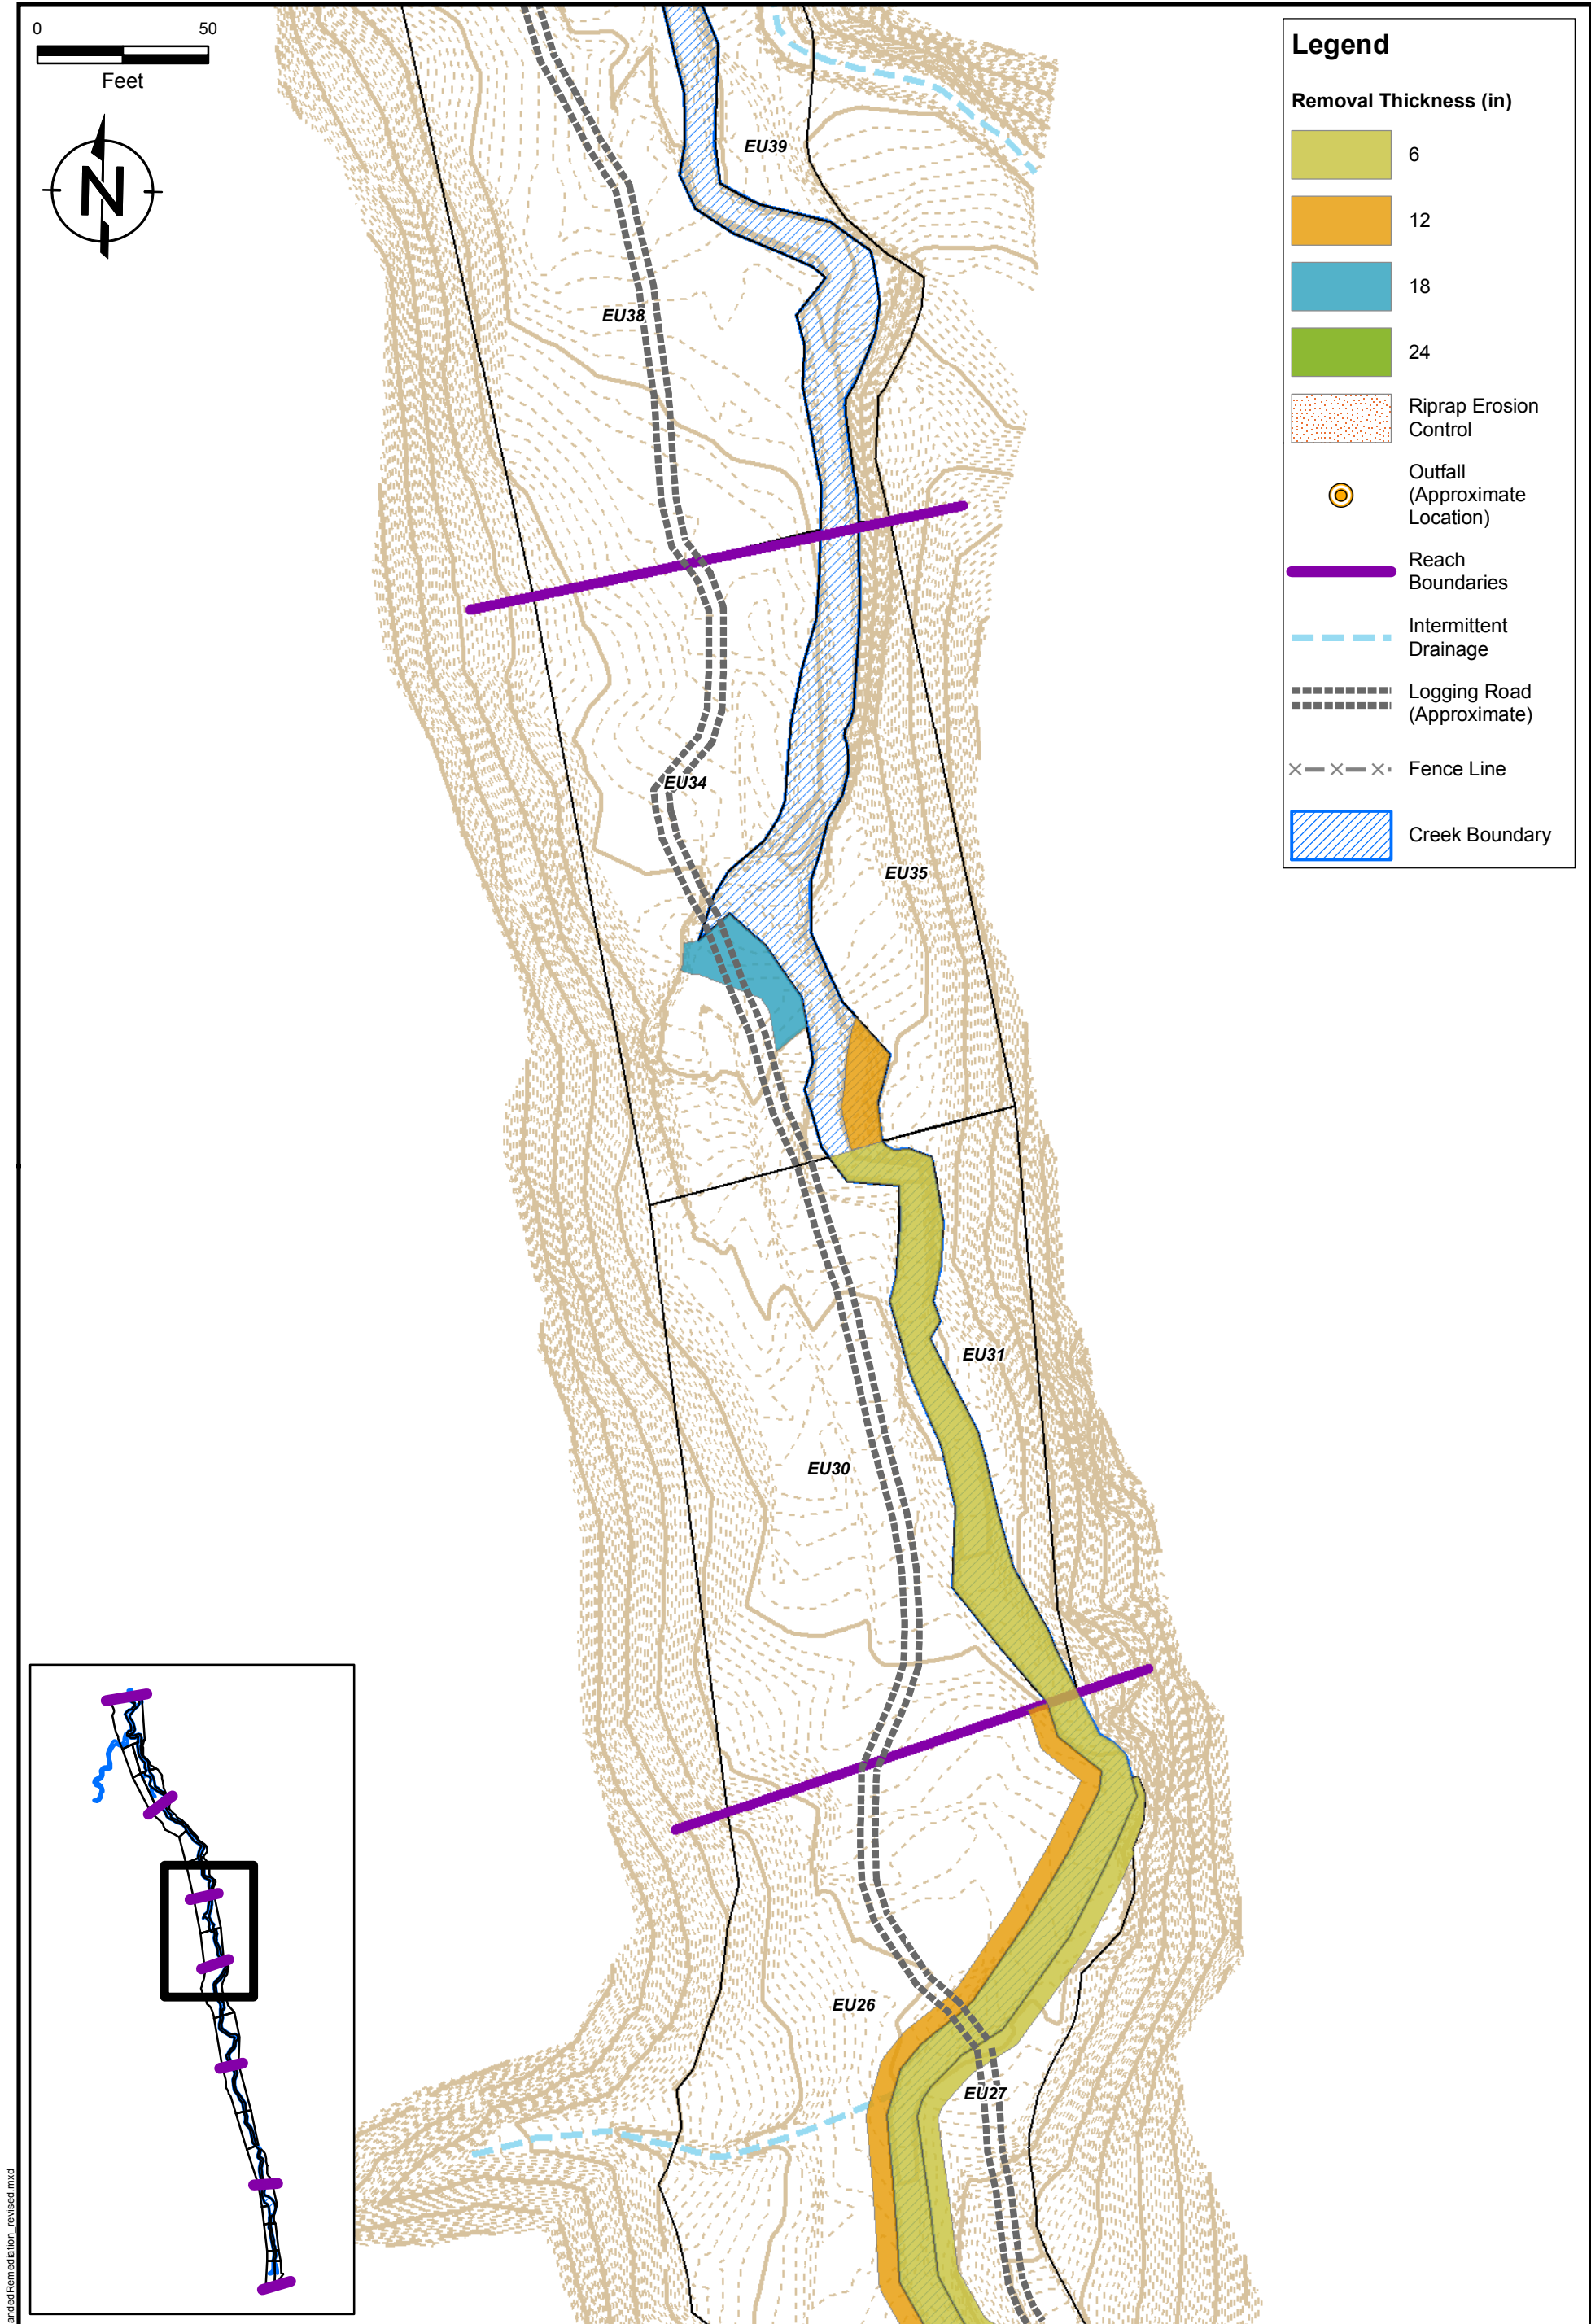 0 50
Feet
N
EU39
EU38
EU34
EU35
EU31
EU30
EU26
EU27
Legend
Removal Thickness (in)
6
12
18
24
Riprap Erosion
Control
Outfall
(Approximate
Location)
Reach
Boundaries
Intermittent
Drainage
Logging Road
(Approximate)
Fence Line
Creek Boundary
andedRemediation_revised.mxd